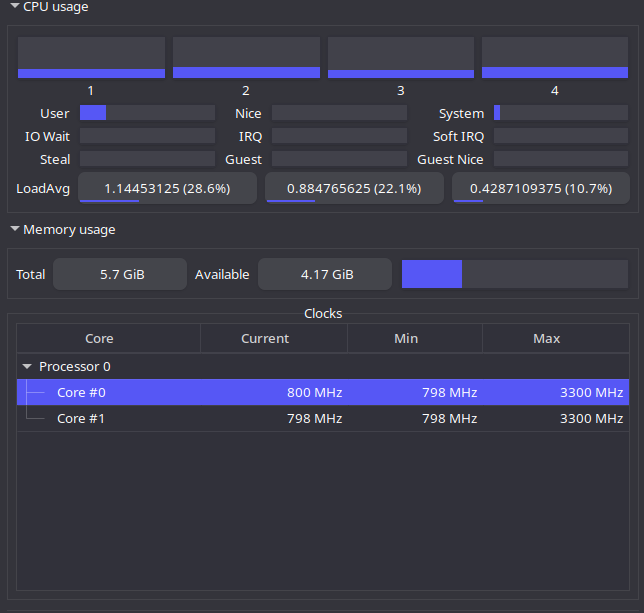 CPU usage
1 2 3 4
User Nice System
IO Wait IRQ Soft IRQ
Steal Guest Guest Nice
LoadAvg 1.14453125 (28.6%) 0.884765625 (22.1%) 0.4287109375 (10.7%)
Memory usage
Total 5.7 GiB Available 4.17 GiB
Clocks
Core Current Min Max
Processor 0
Core #0 800 MHz 798 MHz 3300 MHz
Core #1 798 MHz 798 MHz 3300 MHz